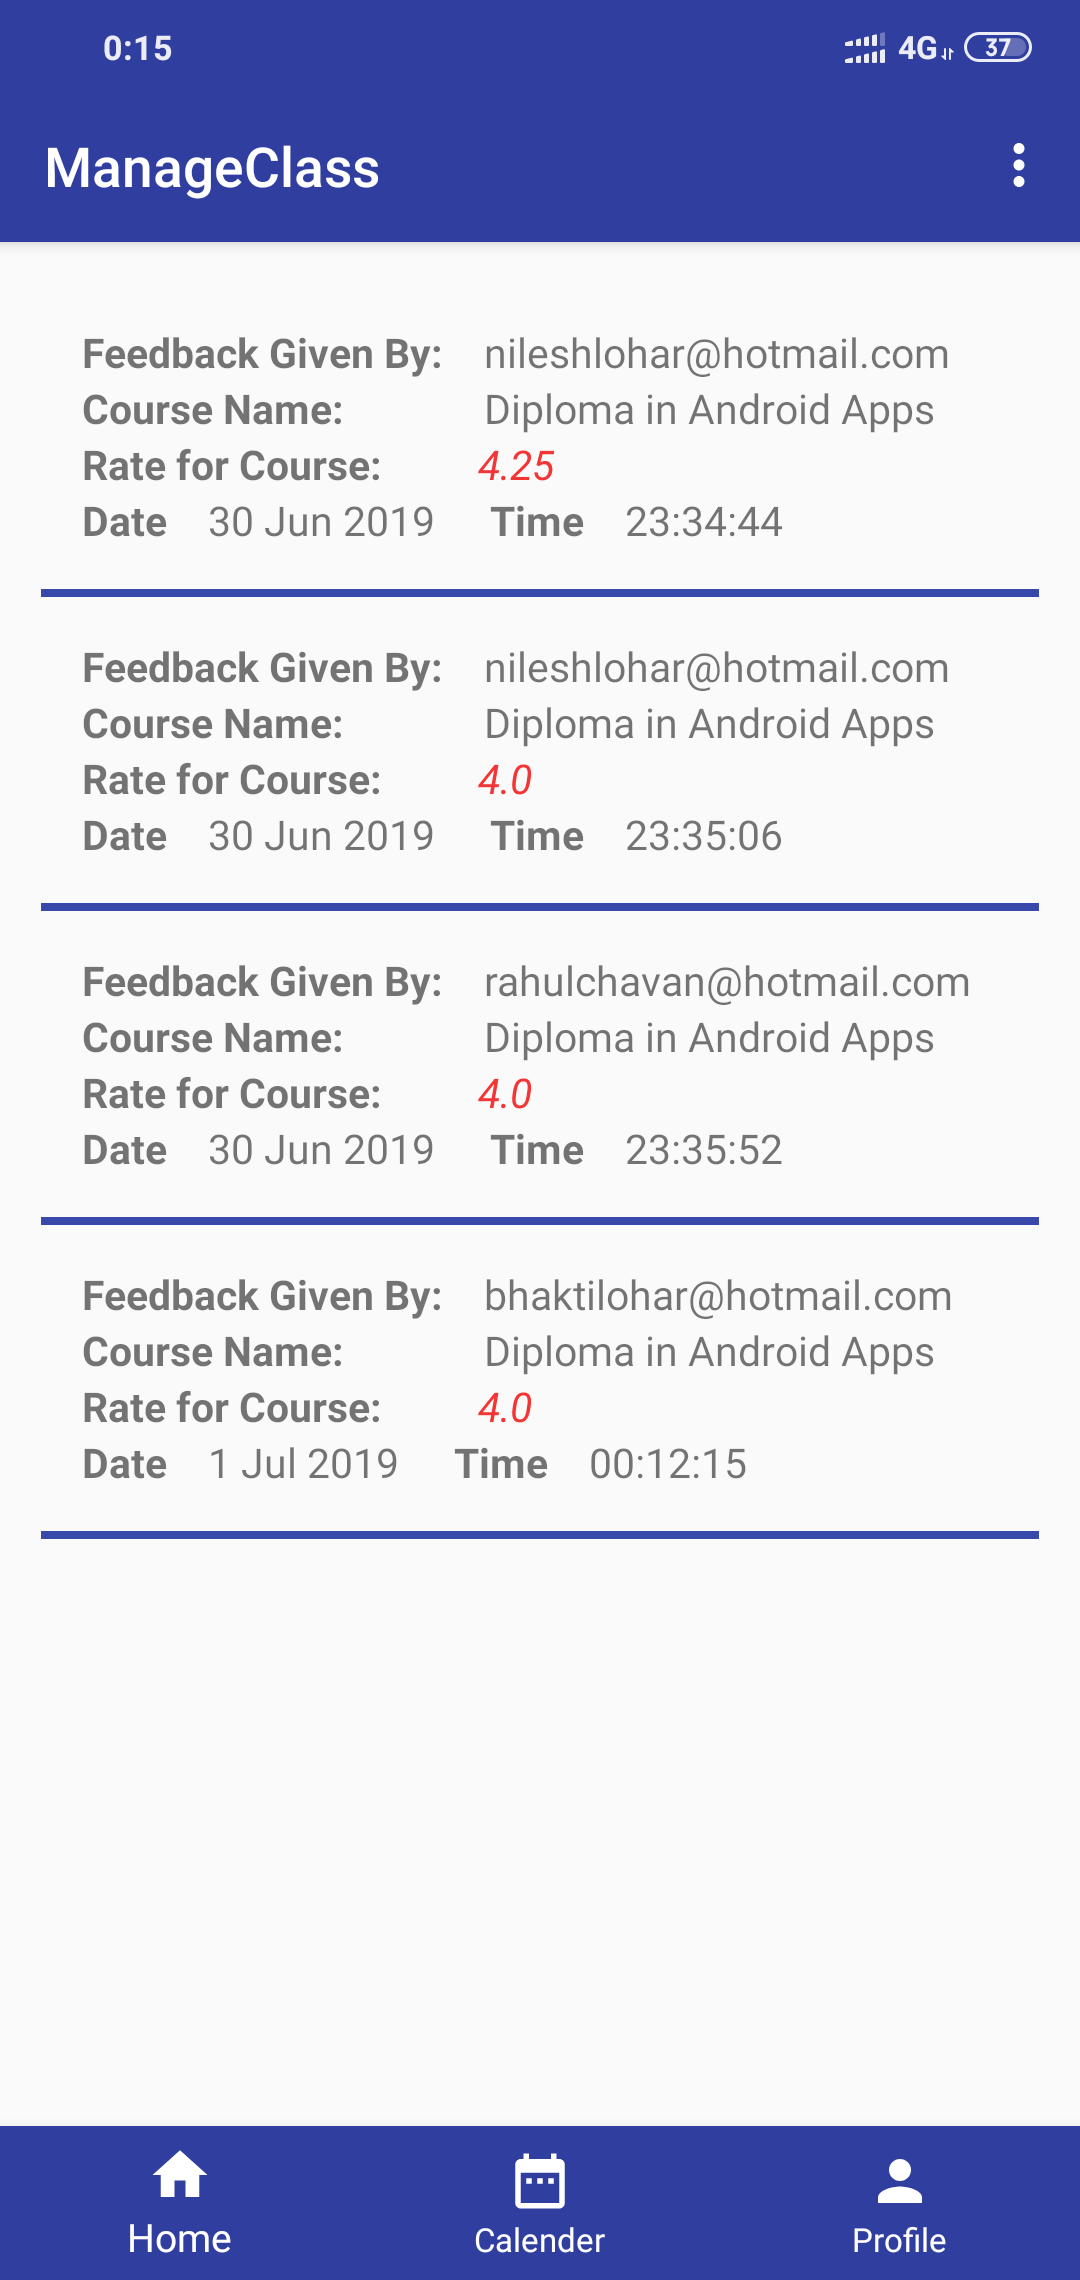 0:15 4G 37
ManageClass
Feedback Given By: nileshlohar@hotmail.com
Course Name: Diploma in Android Apps
Rate for Course: 4.25
Date 30 Jun 2019 Time 23:34:44
Feedback Given By: nileshlohar@hotmail.com
Course Name: Diploma in Android Apps
Rate for Course: 4.0
Date 30 Jun 2019 Time 23:35:06
Feedback Given By: rahulchavan@hotmail.com
Course Name: Diploma in Android Apps
Rate for Course: 4.0
Date 30 Jun 2019 Time 23:35:52
Feedback Given By: bhaktilohar@hotmail.com
Course Name: Diploma in Android Apps
Rate for Course: 4.0
Date 1 Jul 2019 Time 00:12:15
Home Calender Profile